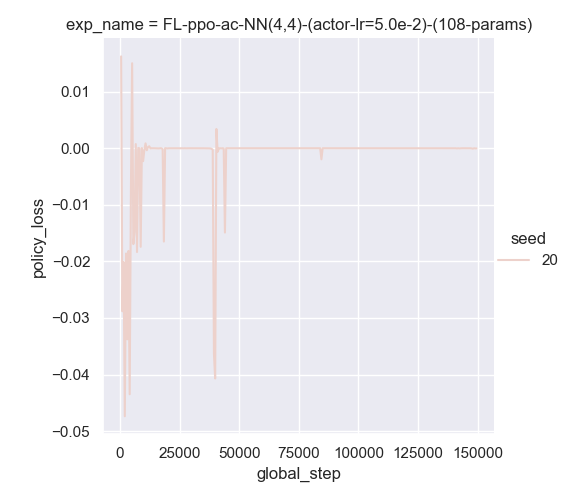 exp_name = FL-ppo-ac-NN(4,4)-(actor-lr=5.0e-2)-(108-params)
0.01
0.00
−0.01
−0.02
−0.03
−0.04
−0.05
policy_loss
0 25000 50000 75000 100000 125000 150000
global_step
seed
20